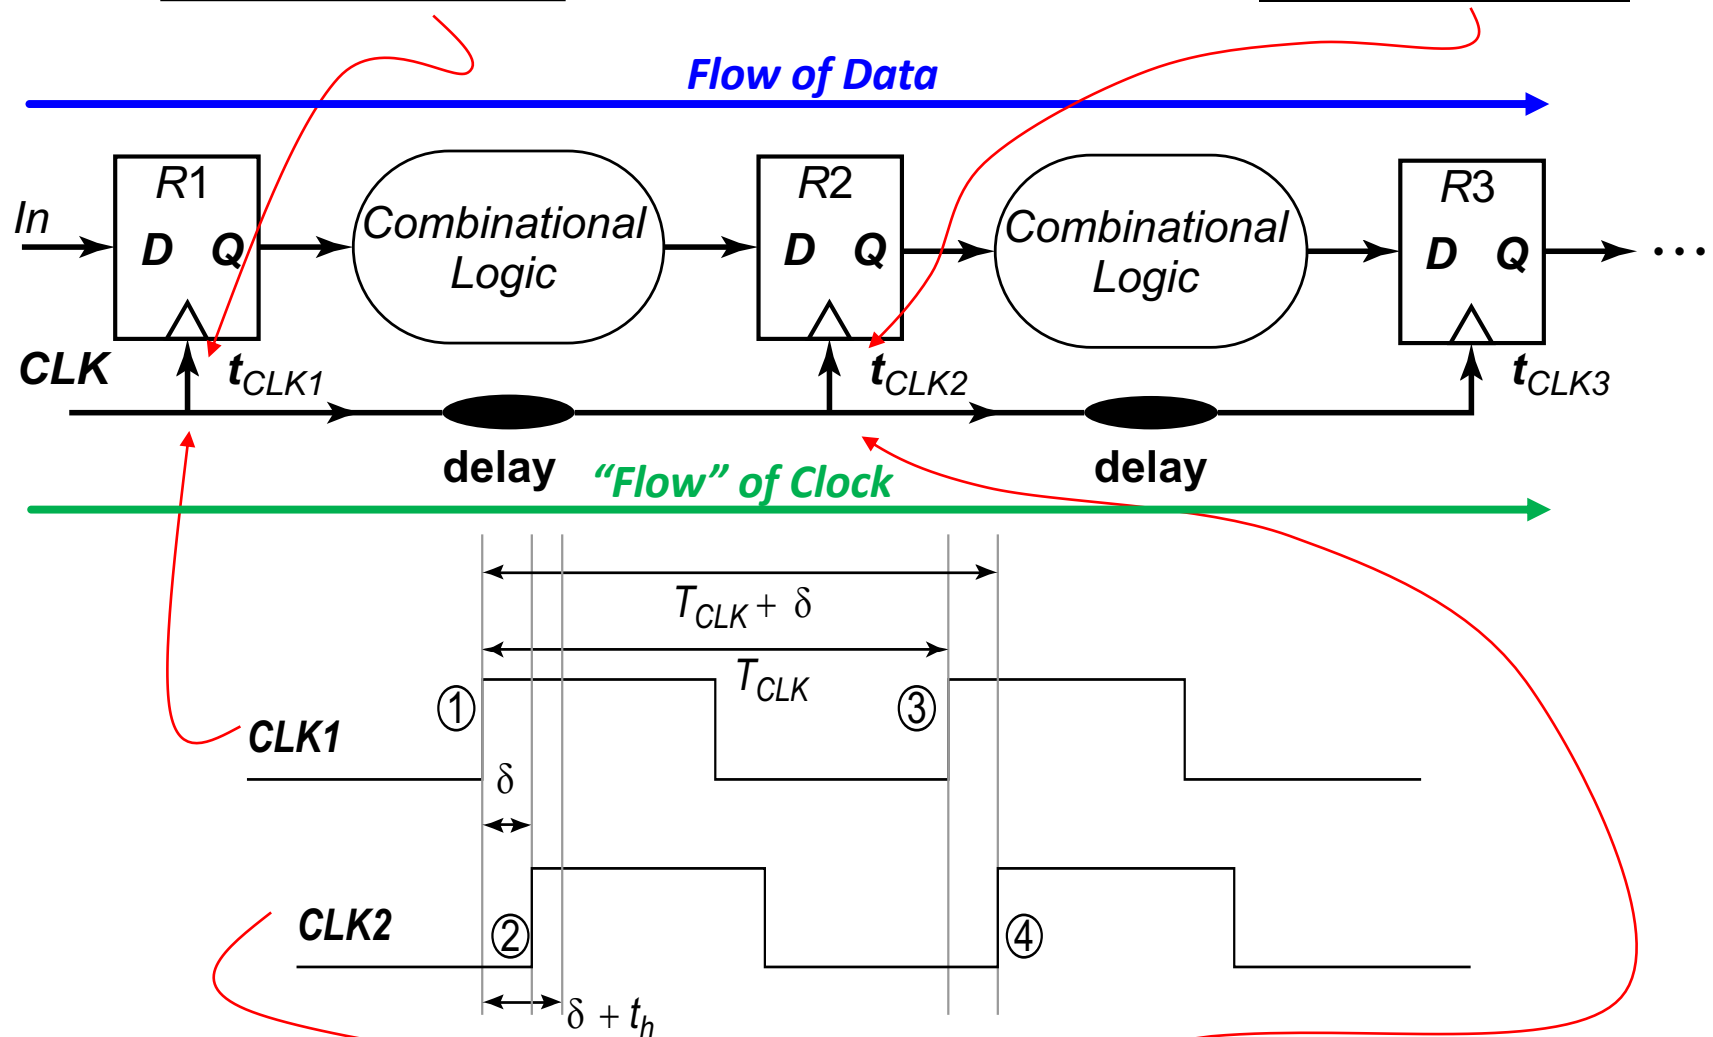 Flow of Data
R1
R2
R3
In
D Q
Combinational
Logic
D Q
Combinational
Logic
D Q
...
CLK
tCLK1
tCLK2
tCLK3
delay
delay
“Flow” of Clock
TCLK + δ
TCLK
①
③
CLK1
δ
CLK2
②
④
δ + th